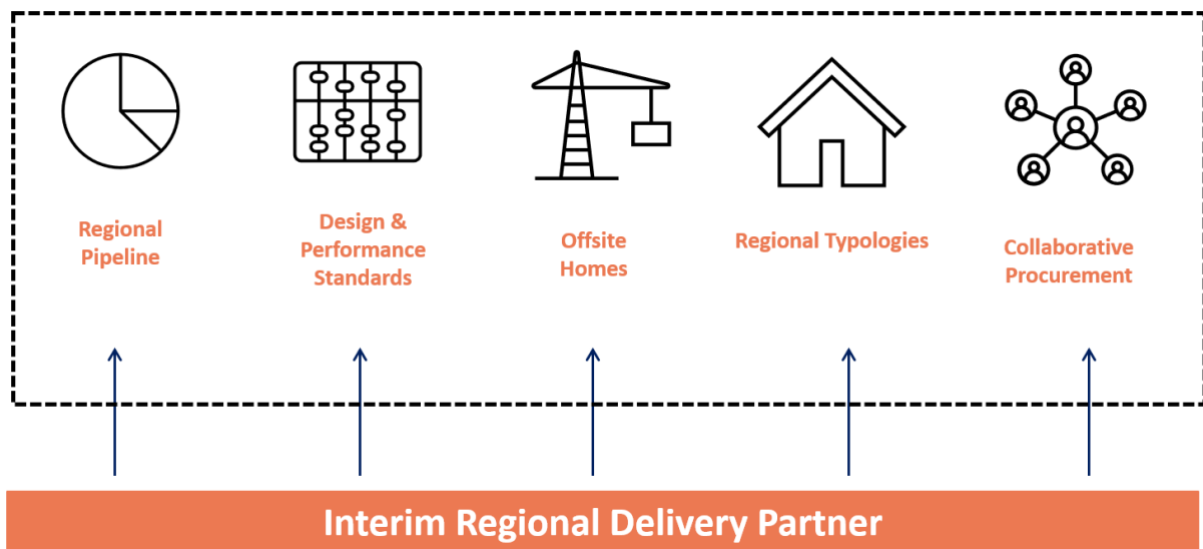 Regional
Pipeline
Design &
Performance
Standards
Offsite
Homes
Regional Typologies
Collaborative
Procurement
Interim Regional Delivery Partner